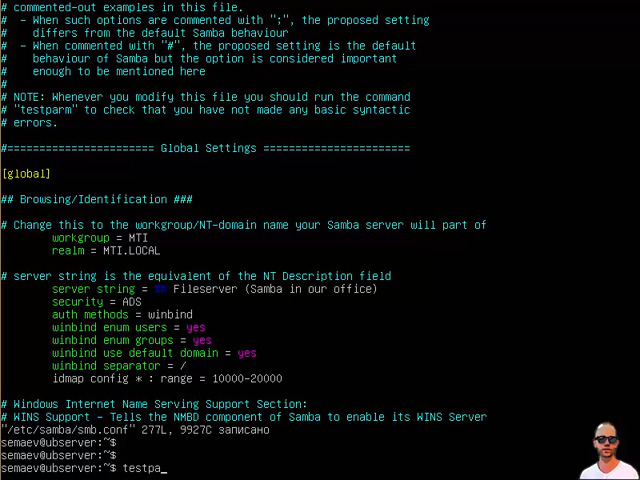 # commented-out examples in this file.
#  - When such options are commented with ";", the proposed setting
#    differs from the default Samba behaviour
#  - When commented with "#", the proposed setting is the default
#    behaviour of Samba but the option is considered important
#    enough to be mentioned here
#
# NOTE: Whenever you modify this file you should run the command
# "testparm" to check that you have not made any basic syntactic
# errors.
#======================= Global Settings =======================
[global]
## Browsing/Identification ###
# Change this to the workgroup/NT-domain name your Samba server will part of
workgroup = MTI
realm = MTI.LOCAL
# server string is the equivalent of the NT Description field
server string = Fileserver (Samba in our office)
security = ADS
auth methods = winbind
winbind enum users = yes
winbind enum groups = yes
winbind use default domain = yes
winbind separator = /
idmap config * : range = 10000-20000
# Windows Internet Name Serving Support Section:
# WINS Support - Tells the NMBD component of Samba to enable its WINS Server
"/etc/samba/smb.conf" 277L, 9927C записано
semaev@ubserver:~$
semaev@ubserver:~$
semaev@ubserver:~$ testpa_